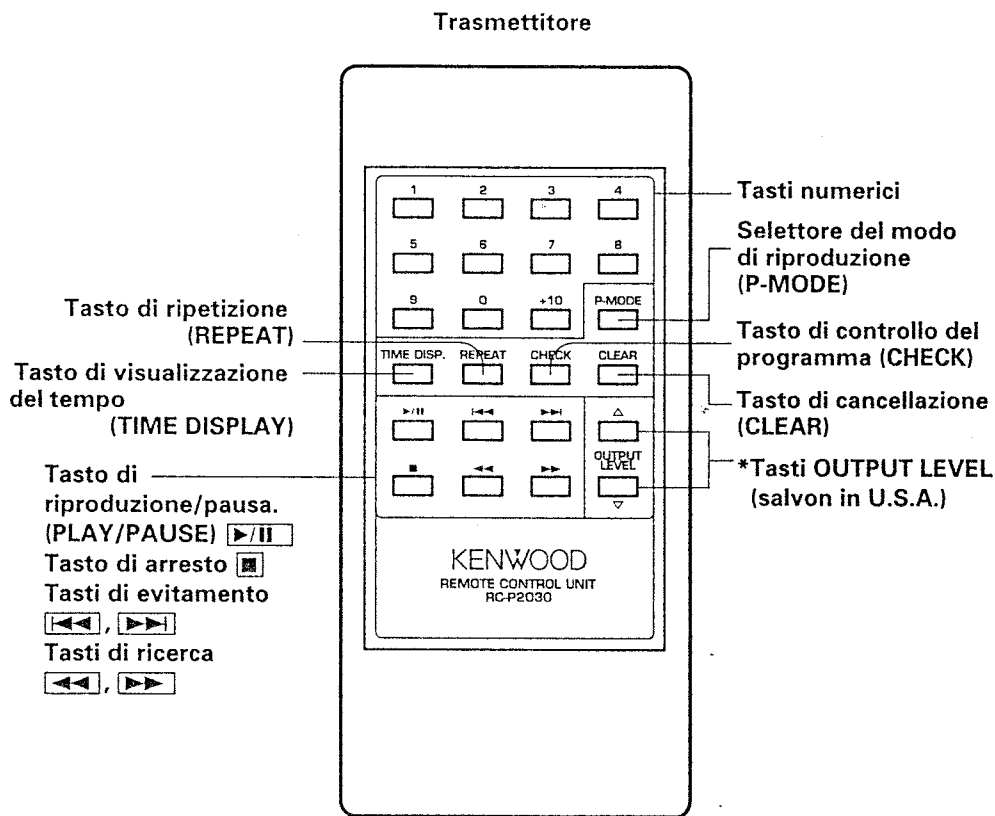 Trasmettitore
1 2 3 4
5 6 7 8
9 0 +10 P-MODE
TIME DISP. REPEAT CHECK CLEAR
►/II I◄◄ ►►I △
OUTPUT
LEVEL
■ ◄◄ ►► ▽
KENWOOD
REMOTE CONTROL UNIT
RC-P2030
Tasto di ripetizione
(REPEAT)
Tasto di visualizzazione
del tempo
(TIME DISPLAY)
Tasto di
riproduzione/pausa.
(PLAY/PAUSE) ►/II
Tasto di arresto ■
Tasti di evitamento
I◄◄ , ►►I
Tasti di ricerca
◄◄ , ►►
Tasti numerici
Selettore del modo
di riproduzione
(P-MODE)
Tasto di controllo del
programma (CHECK)
Tasto di cancellazione
(CLEAR)
*Tasti OUTPUT LEVEL
(salvon in U.S.A.)